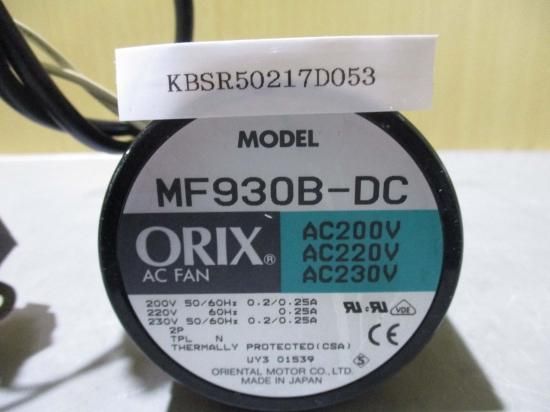 KBSR50217D053
MODEL
MF930B-DC
ORIX®
AC FAN
AC200V
AC220V
AC230V
200V 50/60Hz 0.2/0.25A
220V 60Hz 0.25A
230V 50/60Hz 0.2/0.25A
2P
TPL N
THERMALLY PROTECTED(CSA)
UY3 01539
ORIENTAL MOTOR CO.,LTD.
MADE IN JAPAN
VDE
CE
S